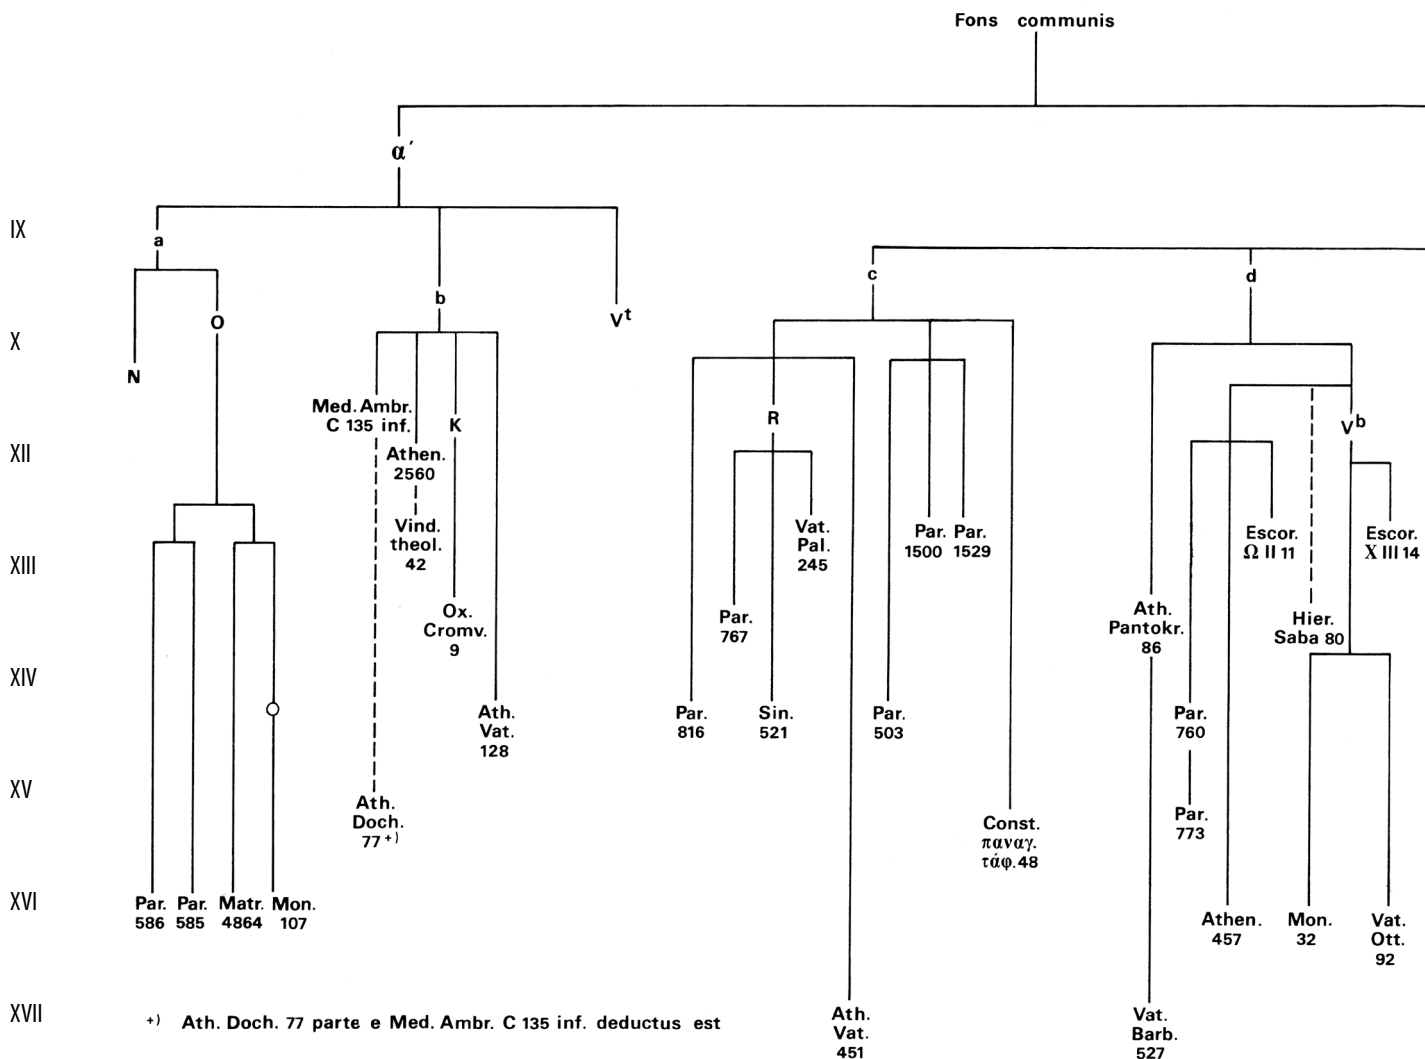 Fons communis
α′
IX
a
b
c
d
O
Vᵗ
X
N
Med. Ambr.
C 135 inf.
K
R
Vᵇ
XII
Athen.
2560
Vind.
theol.
42
Vat.
Pal.
245
Par.
1500
Par.
1529
Escor.
Ω II 11
Escor.
X III 14
XIII
Ox.
Cromv.
9
Par.
767
Ath.
Pantokr.
86
Hier.
Saba 80
XIV
Ath.
Vat.
128
Par.
816
Sin.
521
Par.
503
Par.
760
XV
Ath.
Doch.
77 +)
Const.
παναγ.
τάφ. 48
Par.
773
XVI
Par.
586
Par.
585
Matr.
4864
Mon.
107
Athen.
457
Mon.
32
Vat.
Ott.
92
XVII
+) Ath. Doch. 77 parte e Med. Ambr. C 135 inf. deductus est
Ath.
Vat.
451
Vat.
Barb.
527